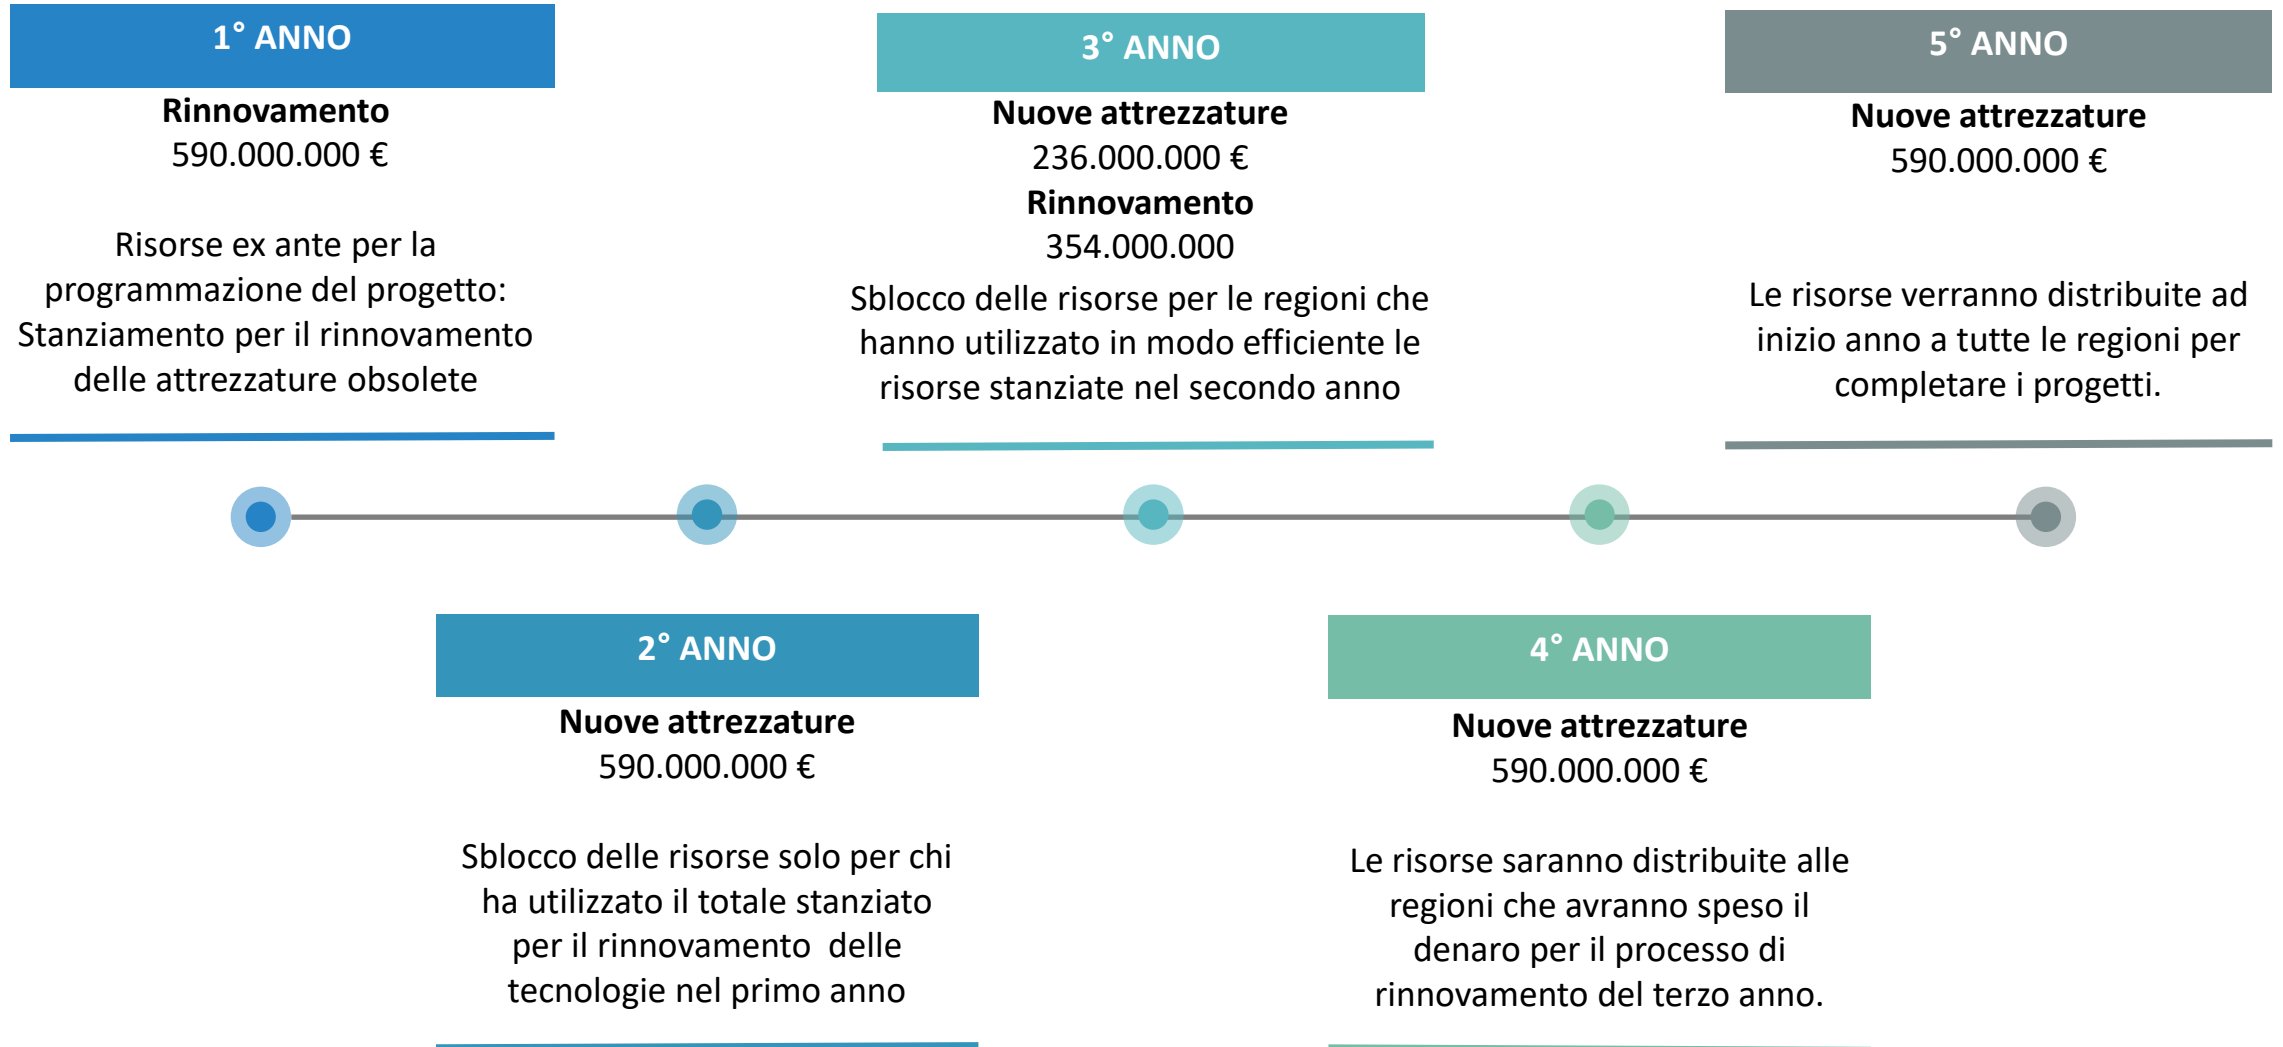 1° ANNO
Rinnovamento
590.000.000 €
Risorse ex ante per la
programmazione del progetto:
Stanziamento per il rinnovamento
delle attrezzature obsolete
2° ANNO
Nuove attrezzature
590.000.000 €
Sblocco delle risorse solo per chi
ha utilizzato il totale stanziato
per il rinnovamento  delle
tecnologie nel primo anno
3° ANNO
Nuove attrezzature
236.000.000 €
Rinnovamento
354.000.000
Sblocco delle risorse per le regioni che
hanno utilizzato in modo efficiente le
risorse stanziate nel secondo anno
4° ANNO
Nuove attrezzature
590.000.000 €
Le risorse saranno distribuite alle
regioni che avranno speso il
denaro per il processo di
rinnovamento del terzo anno.
5° ANNO
Nuove attrezzature
590.000.000 €
Le risorse verranno distribuite ad
inizio anno a tutte le regioni per
completare i progetti.